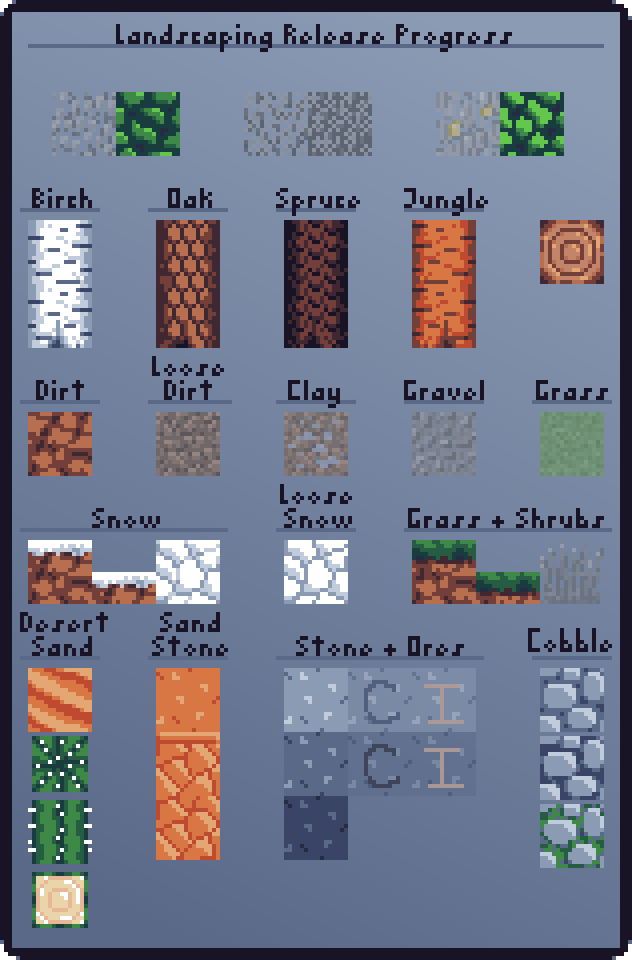 Landscaping Release Progress
Birch Oak Spruce Jungle
Dirt Loose Dirt Clay Gravel Grass
Snow Loose Snow Grass + Shrubs
Desert Sand Sand Stone Stone + Ores Cobble
C I
C I